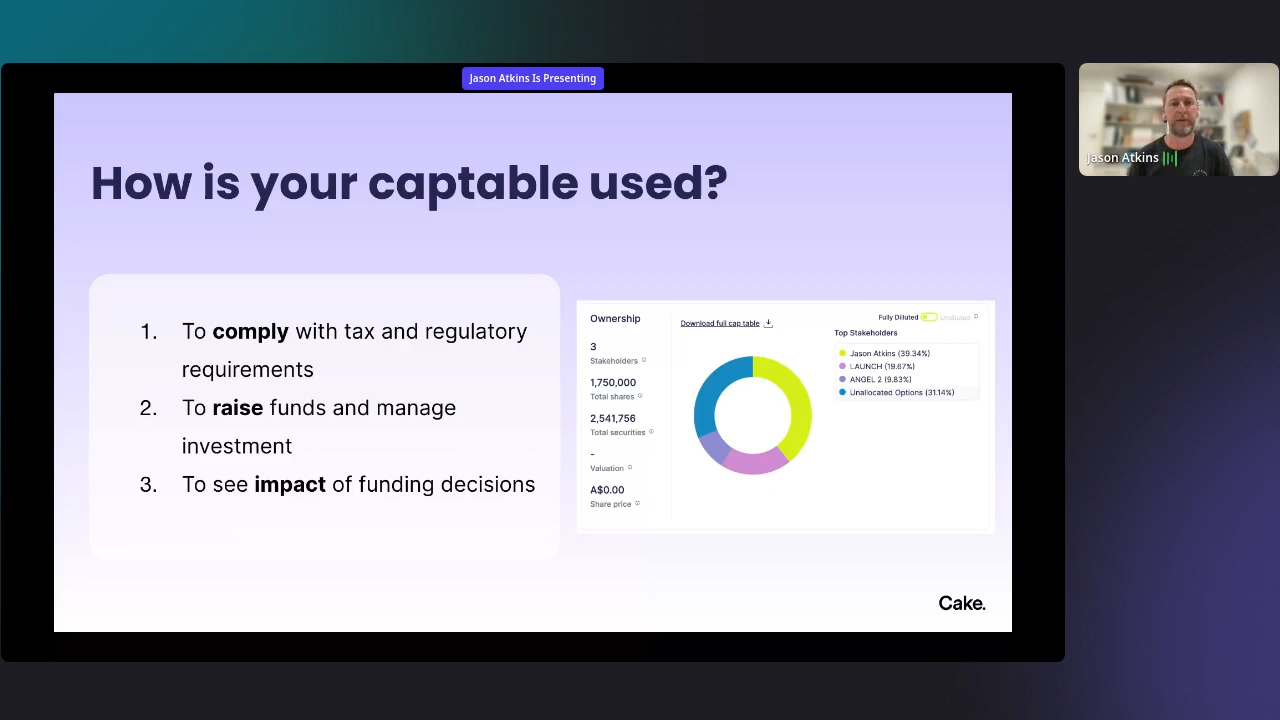 Jason Atkins Is Presenting
How is your captable used?
1. To comply with tax and regulatory
requirements
2. To raise funds and manage
investment
3. To see impact of funding decisions
Ownership
3
Stakeholders
1,750,000
Total shares
2,541,756
Total securities
-
Valuation
A$0.00
Share price
Download full cap table
Fully Diluted Undiluted
Top Stakeholders
Jason Atkins (39.34%)
LAUNCH (19.67%)
ANGEL 2 (9.83%)
Unallocated Options (31.14%)
Cake.
Jason Atkins